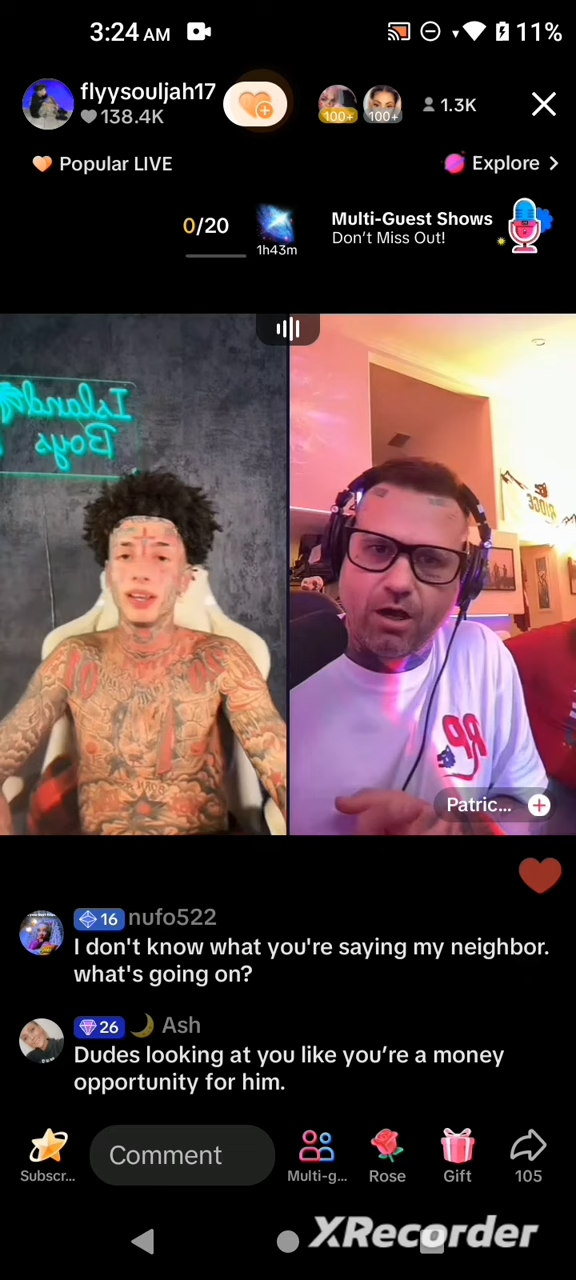 3:24 AM
11%
flyysouljah17
138.4K
100+
100+
1.3K
Popular LIVE
Explore >
0/20
1h43m
Multi-Guest Shows
Don't Miss Out!
Island
Boys
RP
Patric...
16 nufo522
I don't know what you're saying my neighbor.
what's going on?
26 🌙 Ash
Dudes looking at you like you're a money
opportunity for him.
Comment
Subscr...
Multi-g...
Rose
Gift
105
XRecorder